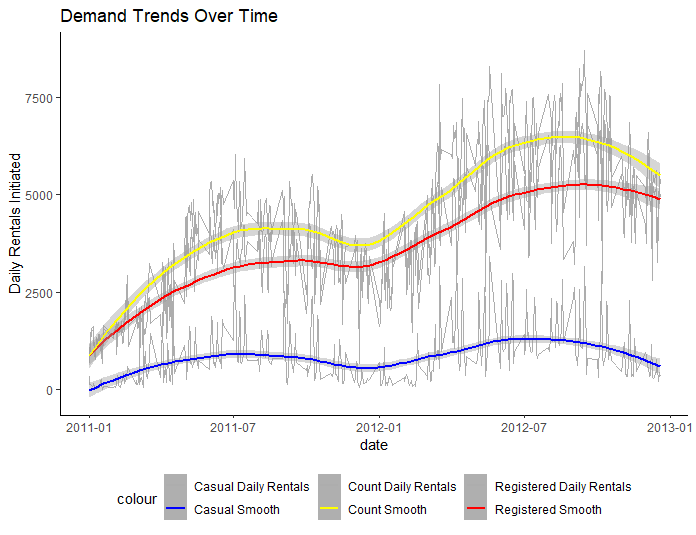 Demand Trends Over Time
Daily Rentals Initiated
7500
5000
2500
0
2011-01 2011-07 2012-01 2012-07 2013-01
date
colour
Casual Daily Rentals Count Daily Rentals Registered Daily Rentals
Casual Smooth Count Smooth Registered Smooth